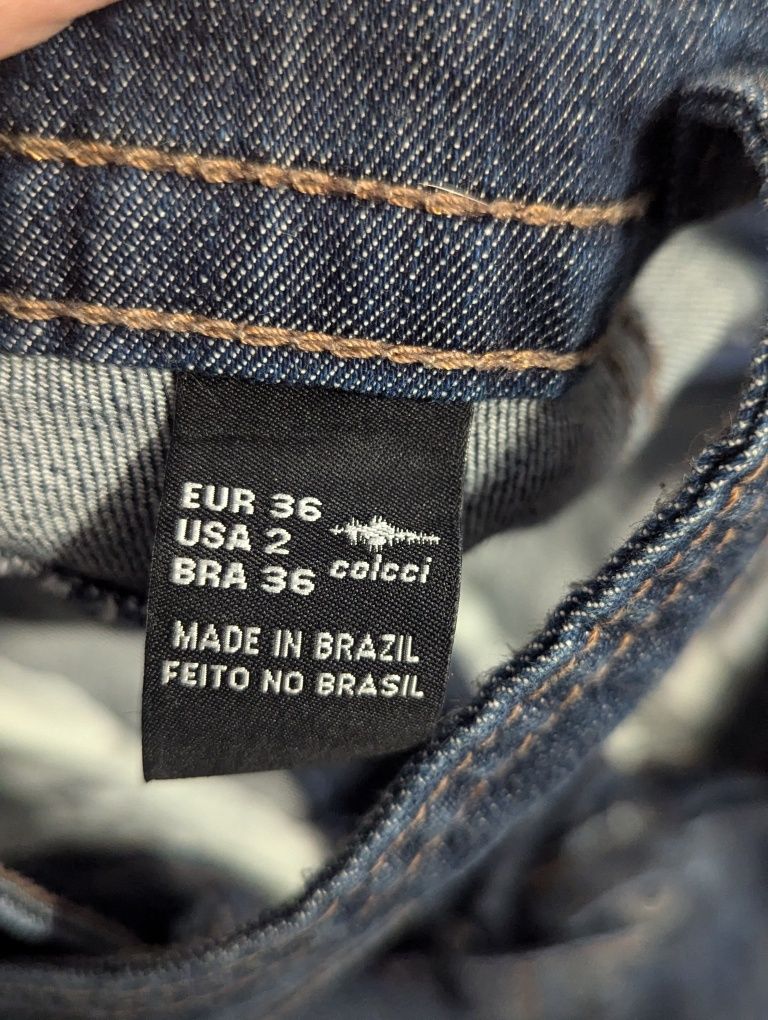 EUR 36
USA 2
BRA 36
colcci
MADE IN BRAZIL
FEITO NO BRASIL